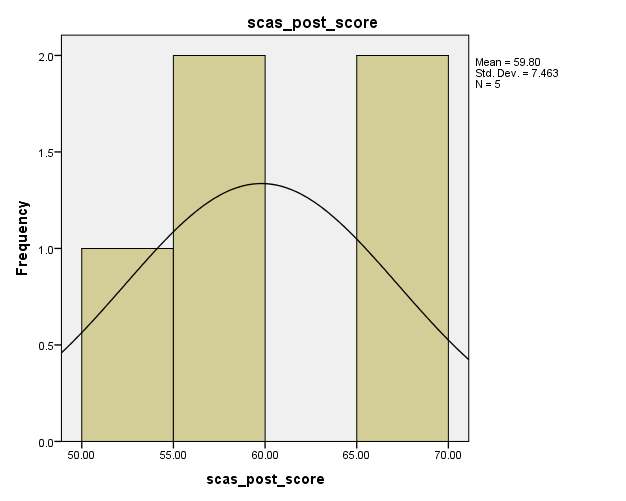 scas_post_score
Mean = 59.80
Std. Dev. = 7.463
N = 5
2.0
1.5
1.0
0.5
0.0
Frequency
50.00 55.00 60.00 65.00 70.00
scas_post_score